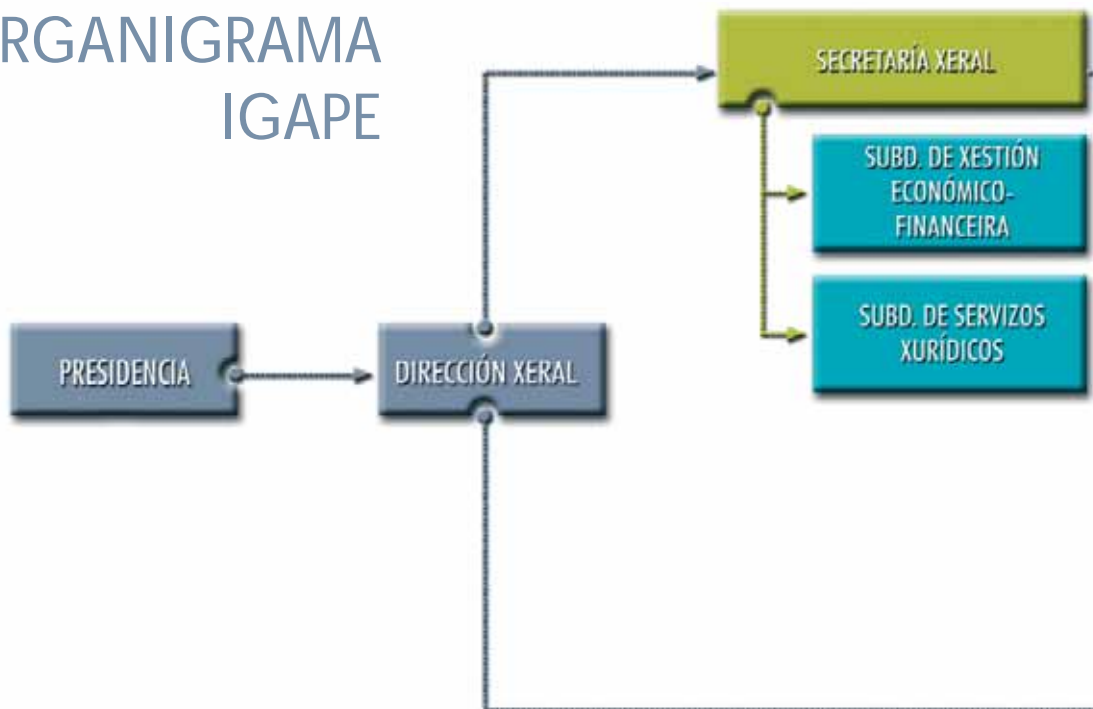 RGANIGRAMA
IGAPE
SECRETARÍA XERAL
SUBD. DE XESTIÓN
ECONÓMICO-
FINANCEIRA
SUBD. DE SERVIZOS
XURÍDICOS
PRESIDENCIA
DIRECCIÓN XERAL